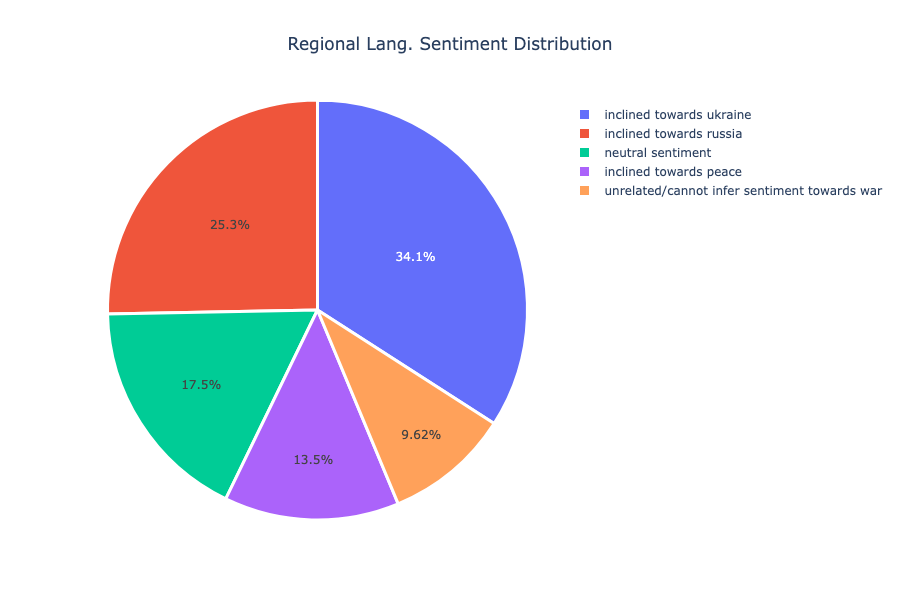 Regional Lang. Sentiment Distribution
inclined towards ukraine
inclined towards russia
neutral sentiment
inclined towards peace
unrelated/cannot infer sentiment towards war
25.3%
34.1%
17.5%
9.62%
13.5%